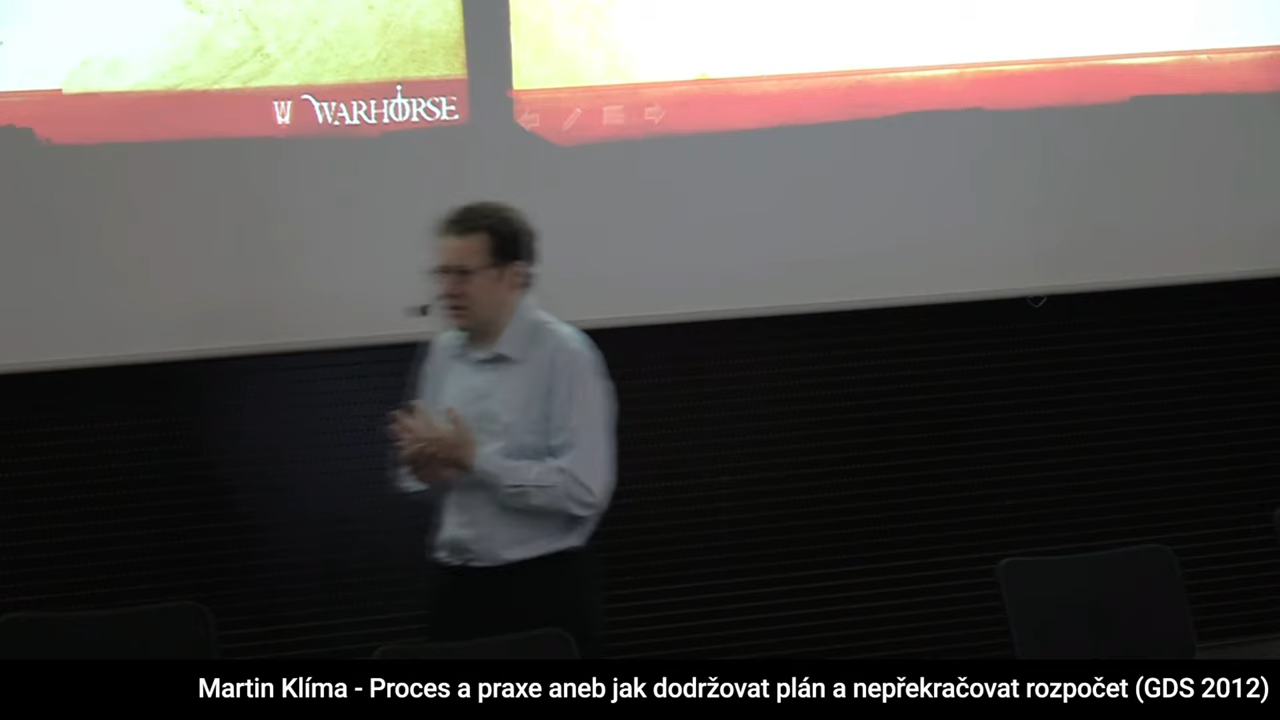 WARHORSE
Martin Klíma - Proces a praxe aneb jak dodržovat plán a nepřekračovat rozpočet (GDS 2012)